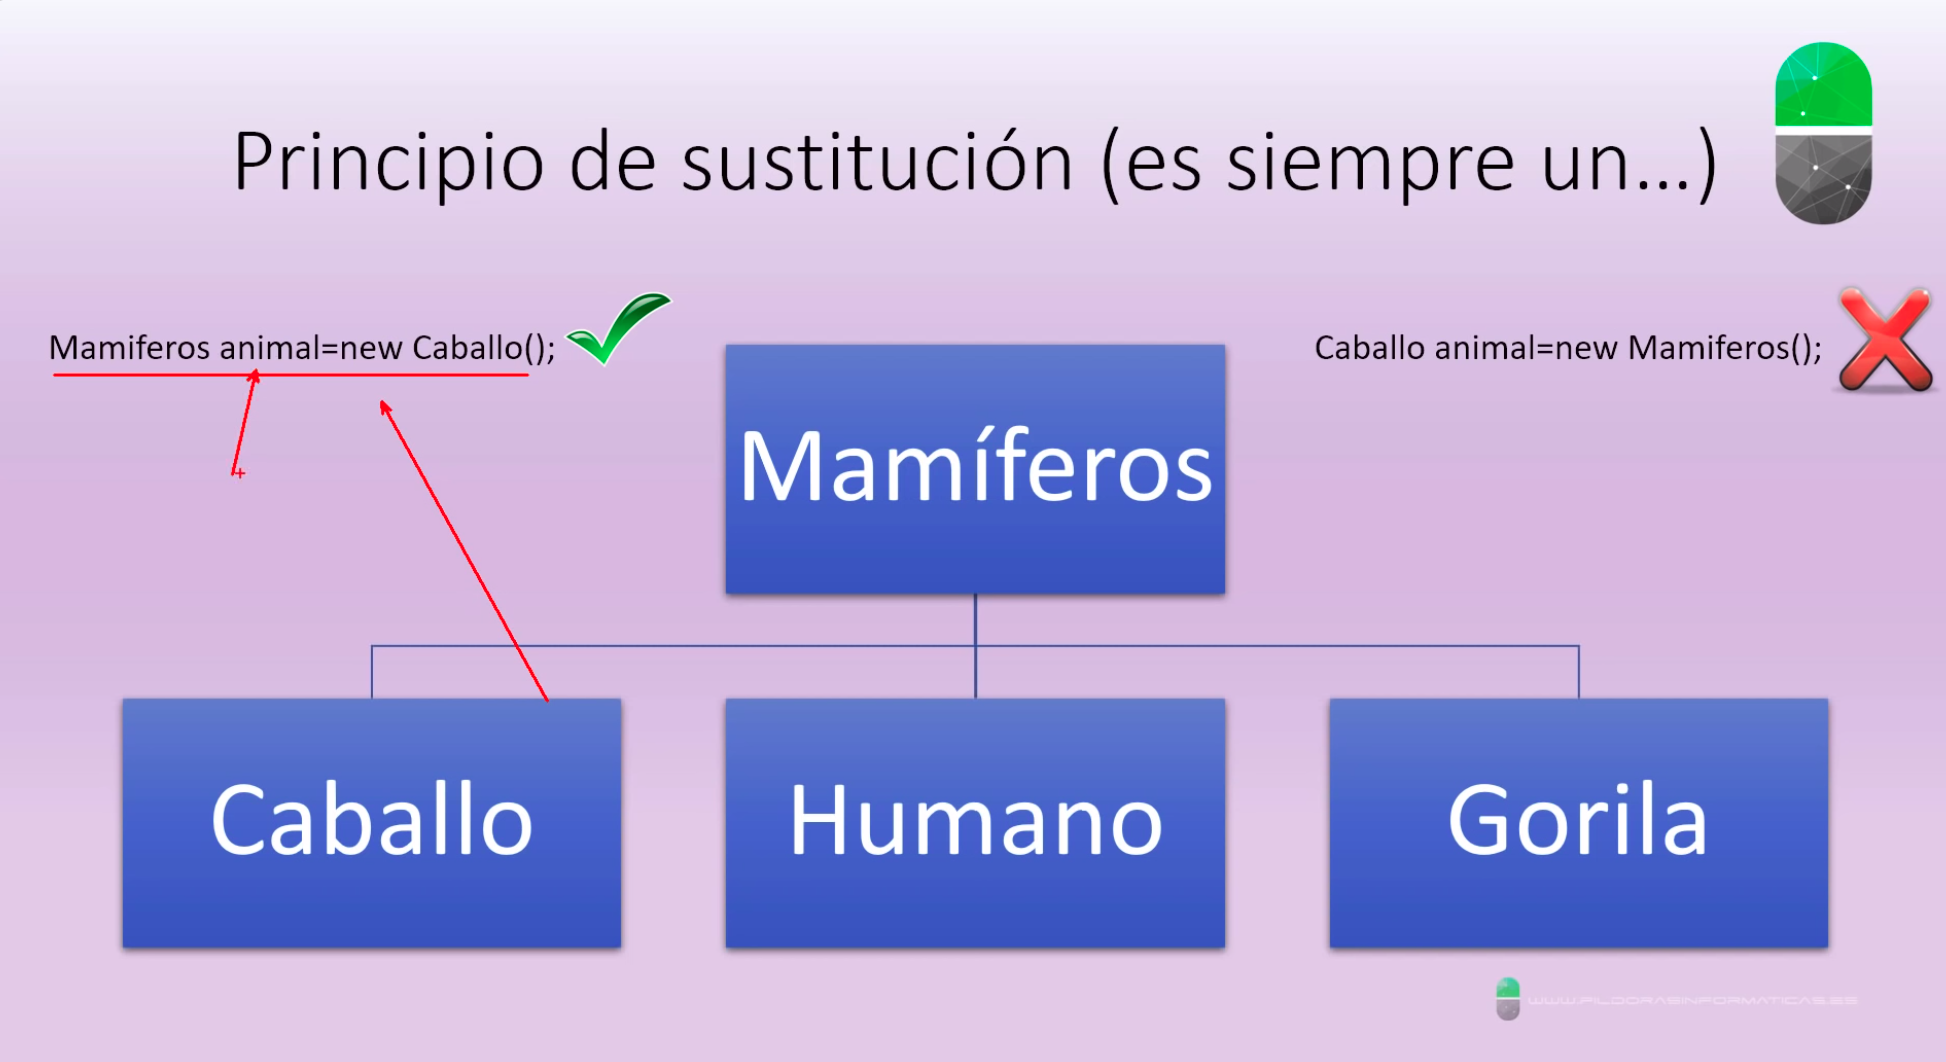 Principio de sustitución (es siempre un...)
Mamiferos animal=new Caballo();
Caballo animal=new Mamiferos();
Mamíferos
Caballo
Humano
Gorila
WWW.PILDORASINFORMATICAS.ES